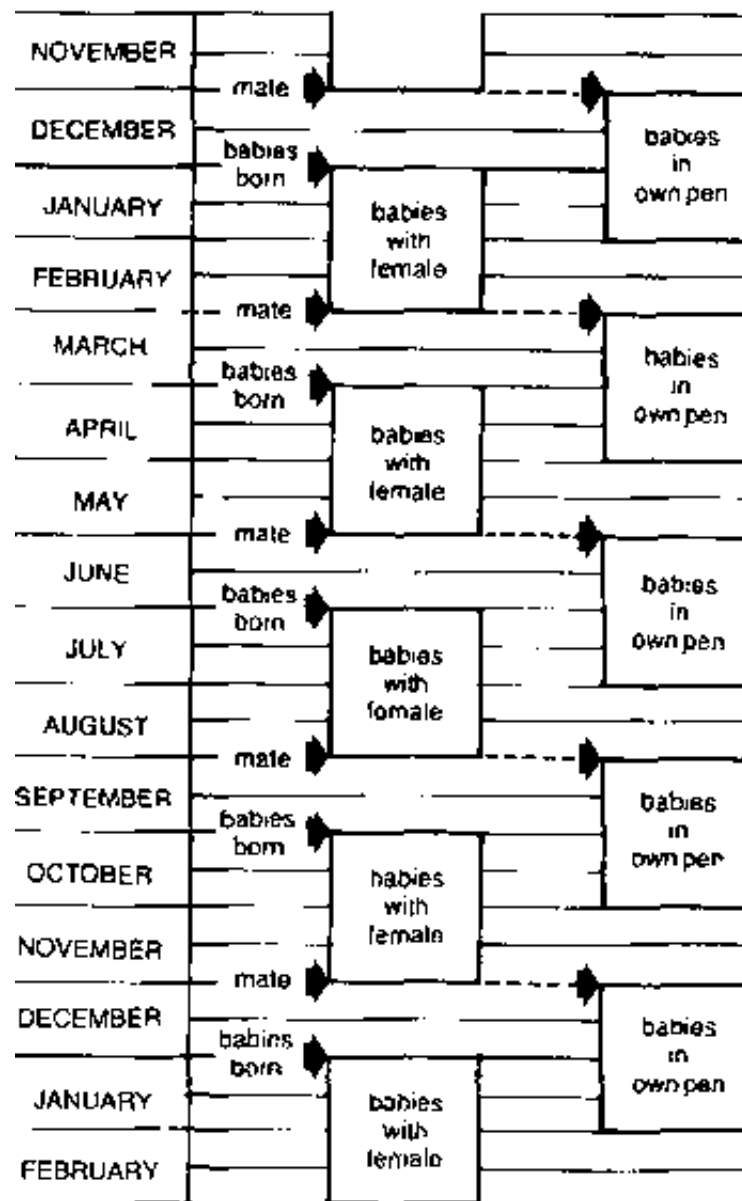 NOVEMBER
mate
DECEMBER
babies
in
own pen
babies
born
JANUARY
babies
with
female
FEBRUARY
mate
MARCH
babies
in
own pen
babies
born
APRIL
babies
with
female
MAY
mate
JUNE
babies
in
own pen
babies
born
JULY
babies
with
fomale
AUGUST
mate
SEPTEMBER
babies
in
own pen
babies
born
OCTOBER
babies
with
female
NOVEMBER
mate
DECEMBER
babies
in
own pen
babies
born
JANUARY
babies
with
female
FEBRUARY